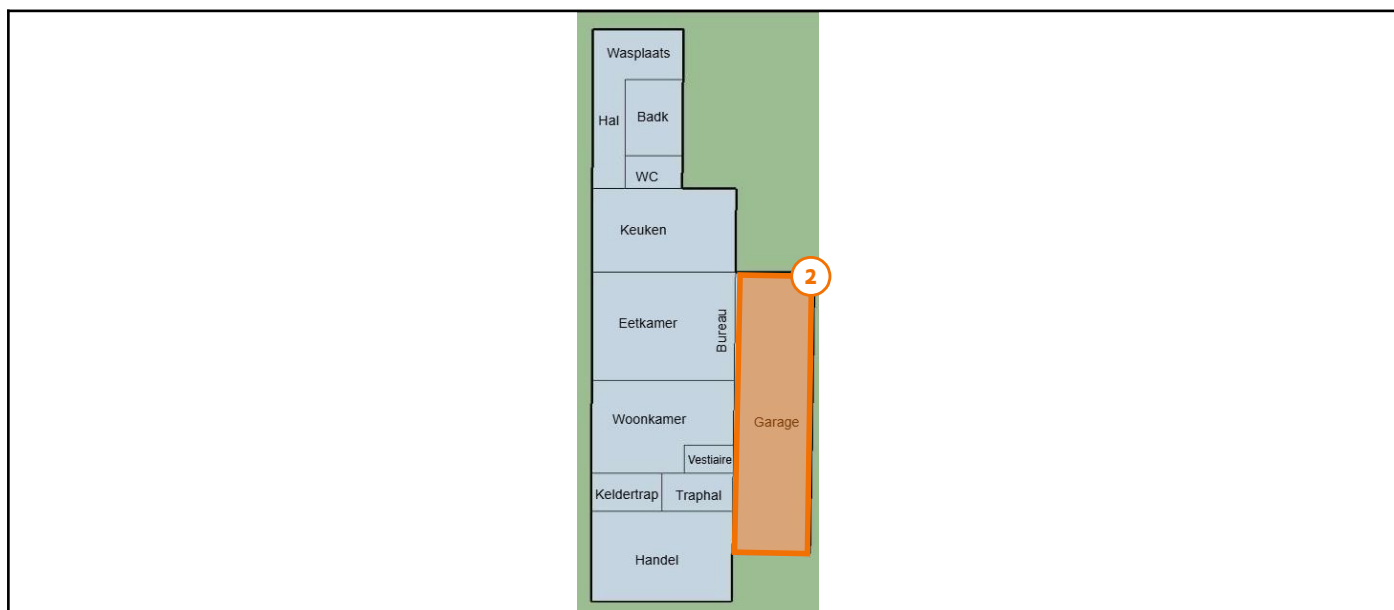 Wasplaats
Hal
Badk
WC
Keuken
2
Eetkamer
Bureau
Woonkamer
Garage
Vestiaire
Keldertrap
Traphal
Handel